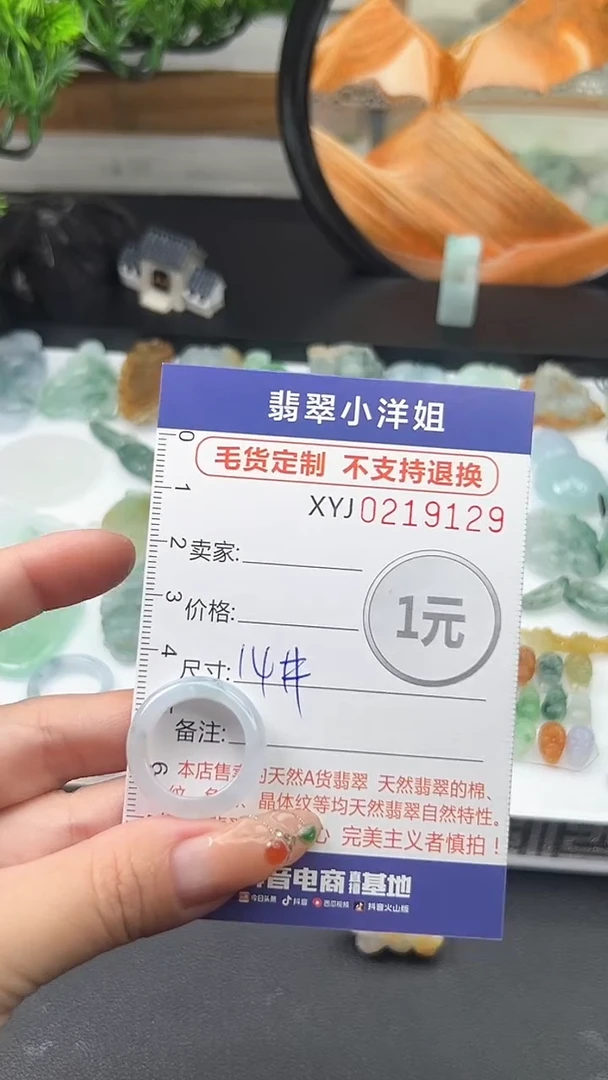 翡翠小洋姐
毛货定制 不支持退换
XYJ0219129
0
1
2
3
4
6
卖家:
价格:
1元
尺寸: 14#
备注:
本店售 的天然A货翡翠 天然翡翠的棉、
晶体纹等均天然翡翠自然特性。
心 完美主义者慎拍！
音电商直播基地
今日头条 抖音 西瓜视频 抖音火山版